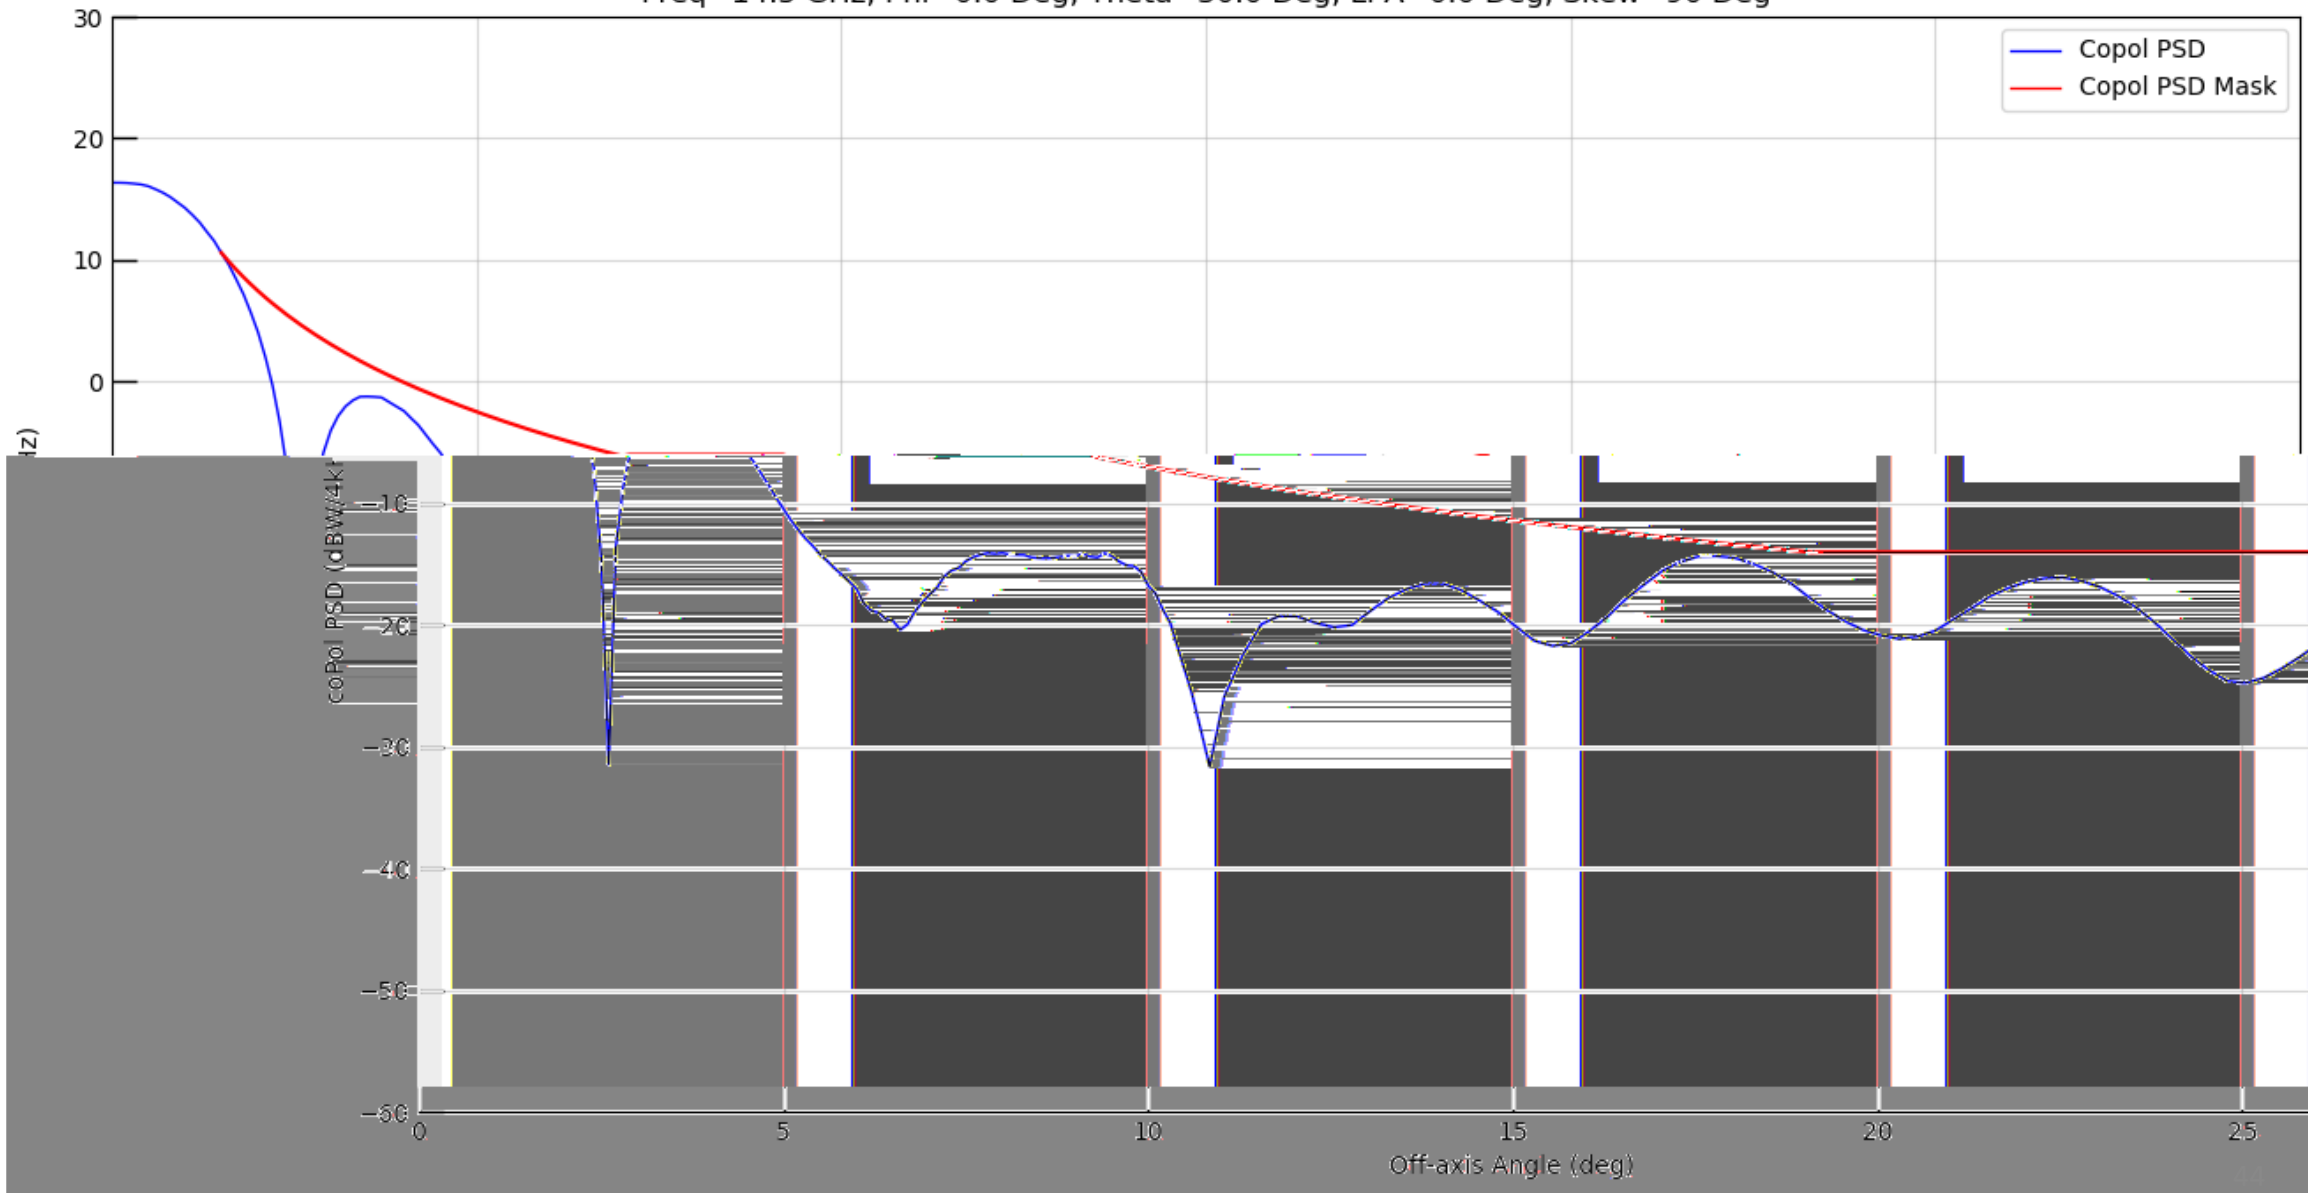 30
Copol PSD
Copol PSD Mask
20
10
0
Hz)
coPol PSD (dBW/4k
−10
−20
−30
−40
−50
−60
0 5 10 15 20 25
Off-axis Angle (deg)